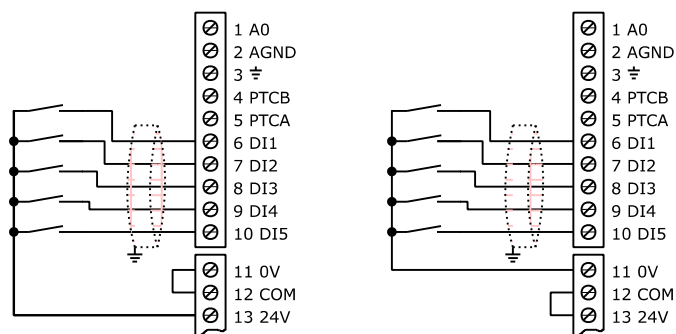 1 A0
2 AGND
3 ⏚
4 PTCB
5 PTCA
6 DI1
7 DI2
8 DI3
9 DI4
10 DI5
11 0V
12 COM
13 24V
1 A0
2 AGND
3 ⏚
4 PTCB
5 PTCA
6 DI1
7 DI2
8 DI3
9 DI4
10 DI5
11 0V
12 COM
13 24V